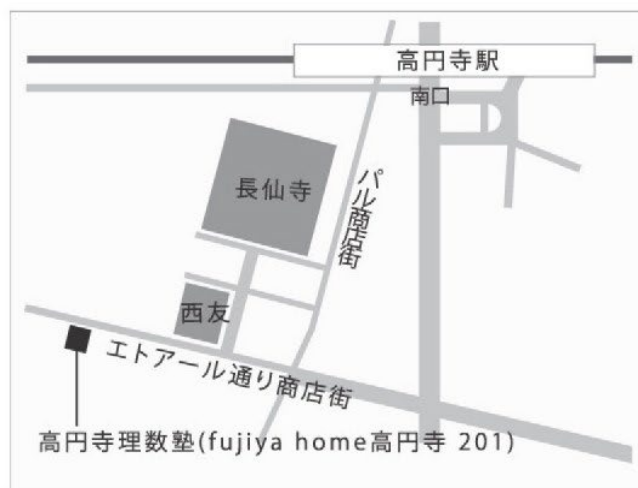 高円寺駅
南口
長仙寺
パル商店街
西友
エトアール通り商店街
高円寺理数塾(fujiya home高円寺 201)